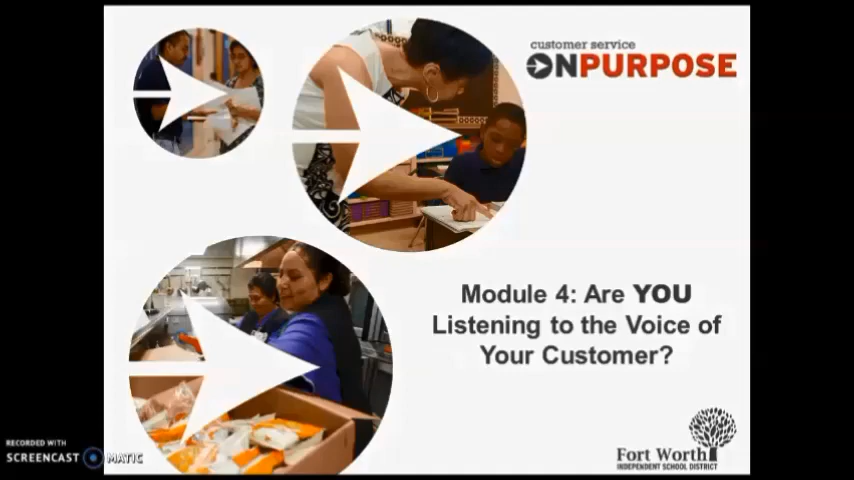 customer service
ONPURPOSE
Module 4: Are YOU
Listening to the Voice of
Your Customer?
Fort Worth
INDEPENDENT SCHOOL DISTRICT
RECORDED WITH
SCREENCAST MATIC